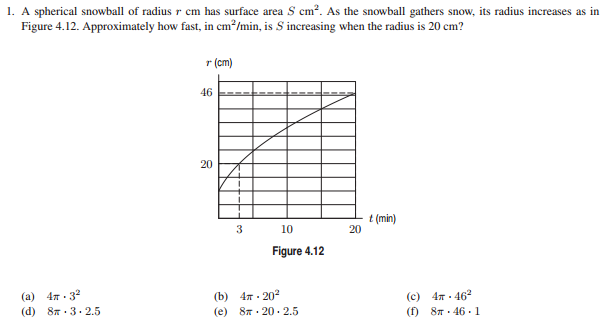 1. A spherical snowball of radius r cm has surface area S cm². As the snowball gathers snow, its radius increases as in
Figure 4.12. Approximately how fast, in cm²/min, is S increasing when the radius is 20 cm?
r (cm)
46
20
t (min)
3 10 20
Figure 4.12
(a) 4π · 3² (b) 4π · 20² (c) 4π · 46²
(d) 8π · 3 · 2.5 (e) 8π · 20 · 2.5 (f) 8π · 46 · 1